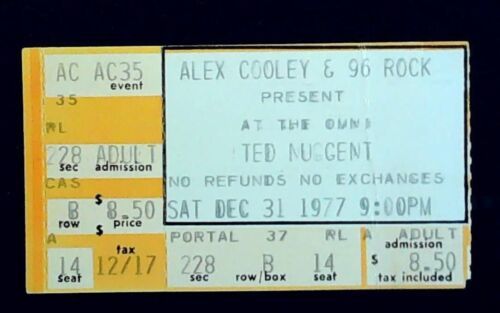 AC AC35 ALEX COOLEY & 96 ROCK
event
35 PRESENT
RL AT THE OMNI
228 ADULT TED NUGGENT
sec admission
CAS NO REFUNDS NO EXCHANGES
B $ 8.50 SAT DEC 31 1977 9:00PM
row $ price
A tax PORTAL 37 RL A ADULT
admission
14 12/17 228 B 14 $ 8.50
seat sec row/box seat tax included